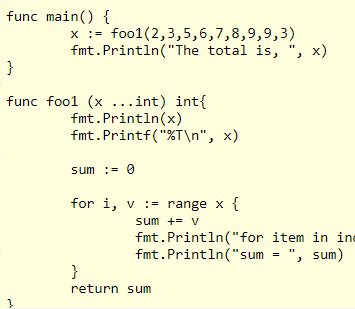 func main() {
x := foo1(2,3,5,6,7,8,9,9,3)
fmt.Println("The total is, ", x)
}
func foo1 (x ...int) int{
fmt.Println(x)
fmt.Printf("%T\n", x)
sum := 0
for i, v := range x {
sum += v
fmt.Println("for item in
fmt.Println("sum = ", sum)
}
return sum
}